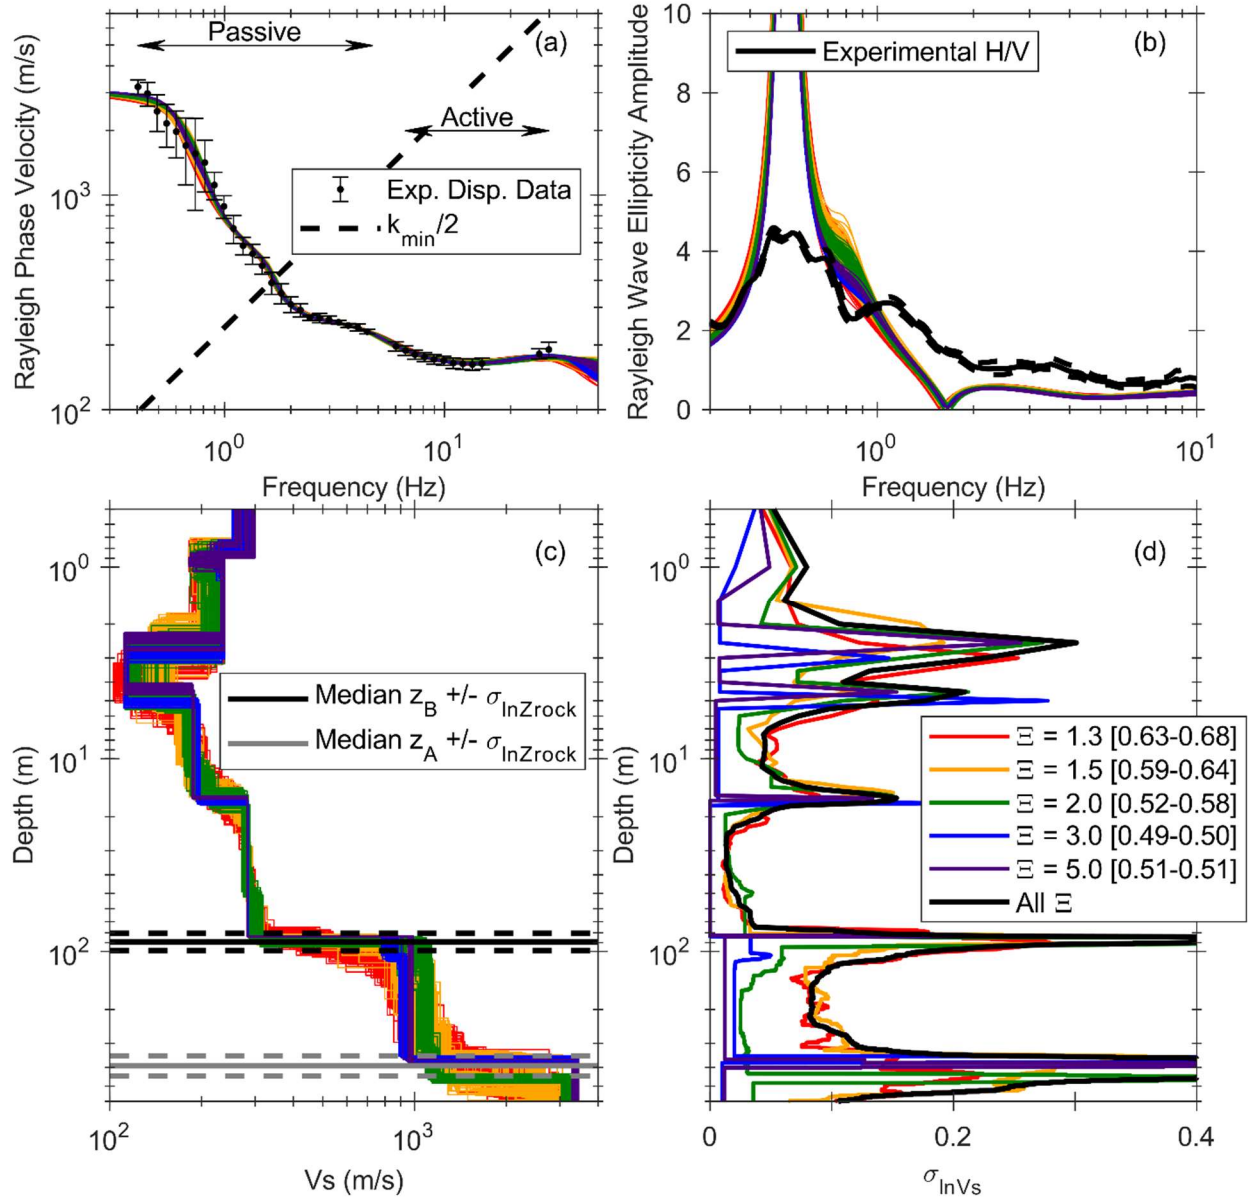 Passive
(a)
Active
Exp. Disp. Data
k_min/2
10^3
10^2
Rayleigh Phase Velocity (m/s)
10^0
10^1
Frequency (Hz)
(b)
Experimental H/V
10
8
6
4
2
0
Rayleigh Wave Ellipticity Amplitude
10^0
10^1
Frequency (Hz)
(c)
Median z_B +/- σ_lnZrock
Median z_A +/- σ_lnZrock
10^0
10^1
10^2
Depth (m)
10^2
10^3
Vs (m/s)
(d)
Ξ = 1.3 [0.63-0.68]
Ξ = 1.5 [0.59-0.64]
Ξ = 2.0 [0.52-0.58]
Ξ = 3.0 [0.49-0.50]
Ξ = 5.0 [0.51-0.51]
All Ξ
10^0
10^1
10^2
Depth (m)
0
0.2
0.4
σ_lnVs